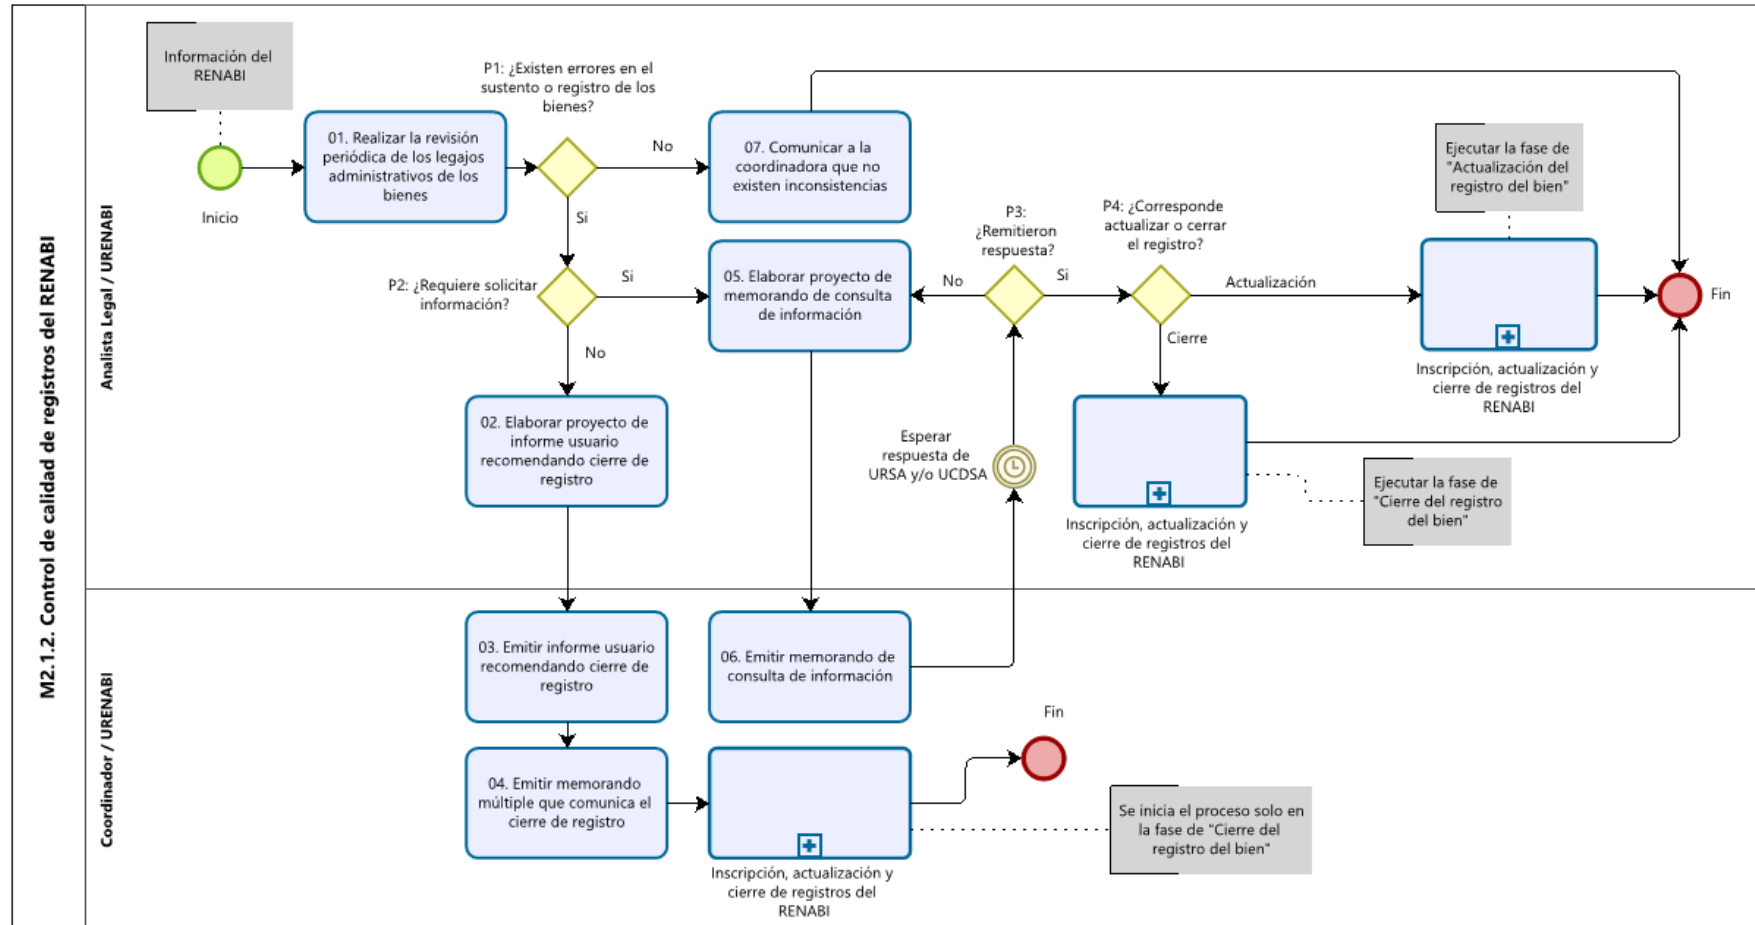 M2.1.2. Control de calidad de registros del RENABI
Analista Legal / URENABI
Información del
RENABI
Inicio
01. Realizar la revisión
periódica de los legajos
administrativos de los
bienes
P1: ¿Existen errores en el
sustento o registro de los
bienes?
No
Si
07. Comunicar a la
coordinadora que no
existen inconsistencias
P2: ¿Requiere solicitar
información?
Si
No
05. Elaborar proyecto de
memorando de consulta
de información
02. Elaborar proyecto de
informe usuario
recomendando cierre de
registro
P3:
¿Remitieron
respuesta?
No
Si
P4: ¿Corresponde
actualizar o cerrar
el registro?
Actualización
Cierre
Ejecutar la fase de
"Actualización del
registro del bien"
Inscripción, actualización y
cierre de registros del
RENABI
Fin
Esperar
respuesta de
URSA y/o UCDSA
Inscripción, actualización y
cierre de registros del
RENABI
Ejecutar la fase de
"Cierre del registro
del bien"
Coordinador / URENABI
03. Emitir informe usuario
recomendando cierre de
registro
06. Emitir memorando de
consulta de información
04. Emitir memorando
múltiple que comunica el
cierre de registro
Inscripción, actualización y
cierre de registros del
RENABI
Fin
Se inicia el proceso solo en
la fase de "Cierre del
registro del bien"